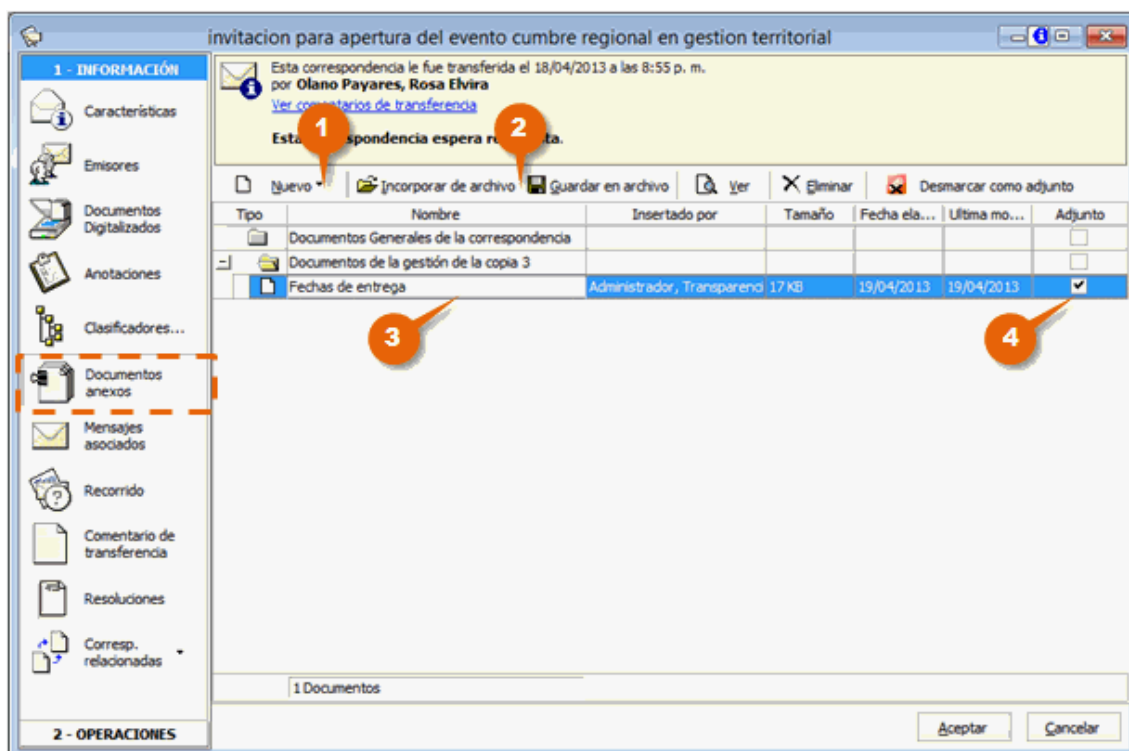 invitacion para apertura del evento cumbre regional en gestion territorial
1 - INFORMACIÓN
Características
Emisores
Documentos
Digitalizados
Anotaciones
Clasificadores...
Documentos
anexos
Mensajes
asociados
Recorrido
Comentario de
transferencia
Resoluciones
Corresp.
relacionadas
2 - OPERACIONES
Esta correspondencia le fue transferida el 18/04/2013 a las 8:55 p. m.
por Olano Payares, Rosa Elvira
Ver comentarios de transferencia
1 2
spondencia espera
Nuevo Incorporar de archivo Guardar en archivo Ver Eliminar Desmarcar como adjunto
Tipo Nombre Insertado por Tamaño Fecha ela... Ultima mo... Adjunto
Documentos Generales de la correspondencia
Documentos de la gestión de la copia 3
Fechas de entrega Administrador, Transparenci 17 KB 19/04/2013 19/04/2013
3 4
1 Documentos
Aceptar Cancelar